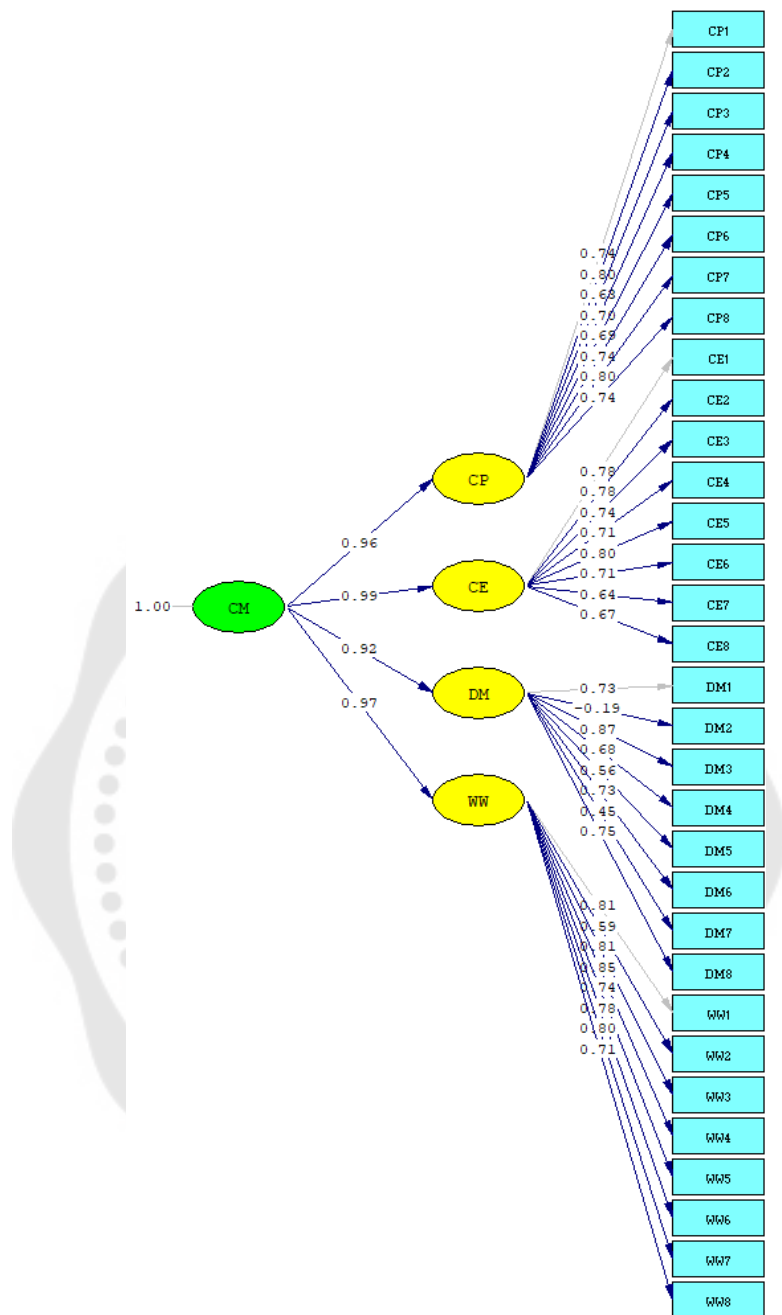 CP1
CP2
CP3
CP4
CP5
CP6
CP7
CP8
CE1
CE2
CE3
CE4
CE5
CE6
CE7
CE8
DM1
DM2
DM3
DM4
DM5
DM6
DM7
DM8
WW1
WW2
WW3
WW4
WW5
WW6
WW7
WW8
0.74
0.80
0.68
0.70
0.69
0.74
0.80
0.74
0.78
0.78
0.74
0.71
0.80
0.71
0.64
0.67
0.73
-0.19
0.87
0.68
0.56
0.73
0.45
0.75
0.81
0.59
0.81
0.85
0.74
0.78
0.80
0.71
CP
CE
DM
WW
0.96
0.99
0.92
0.97
1.00
CM